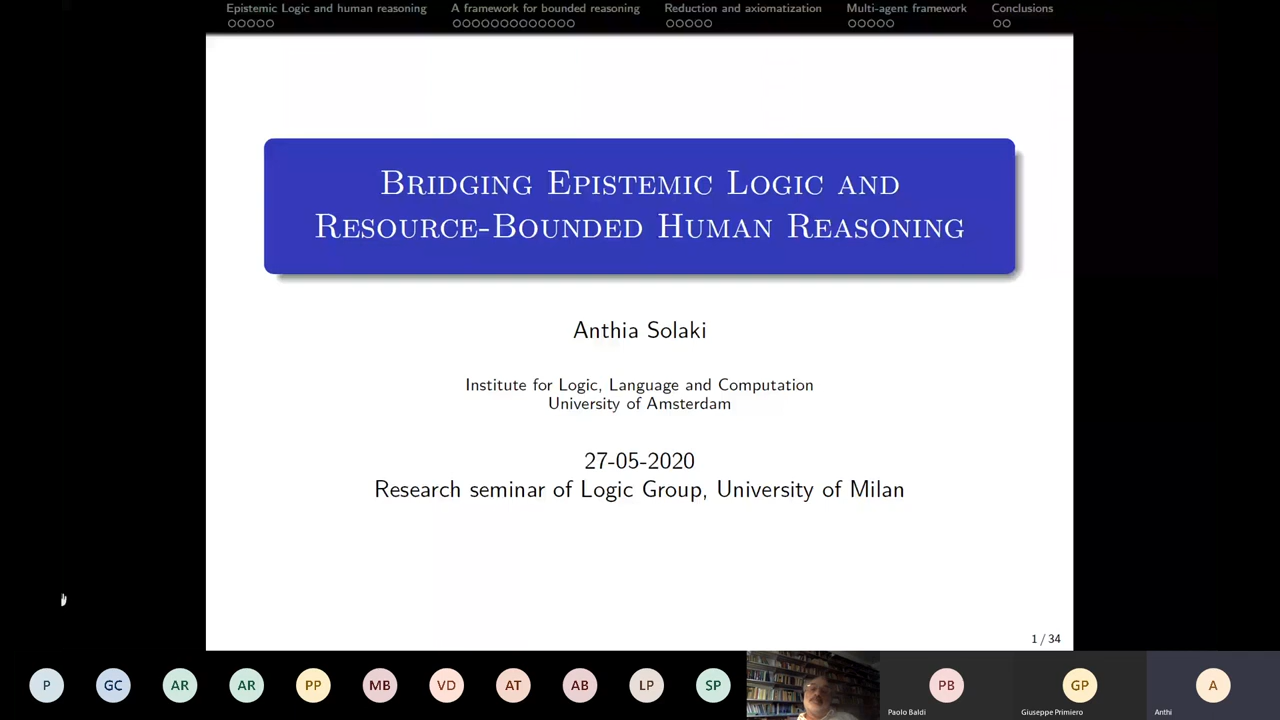 Epistemic Logic and human reasoning
A framework for bounded reasoning
Reduction and axiomatization
Multi-agent framework
Conclusions
BRIDGING EPISTEMIC LOGIC AND
RESOURCE-BOUNDED HUMAN REASONING
Anthia Solaki
Institute for Logic, Language and Computation
University of Amsterdam
27-05-2020
Research seminar of Logic Group, University of Milan
1 / 34
P
GC
AR
AR
PP
MB
VD
AT
AB
LP
SP
PB
Paolo Baldi
GP
Giuseppe Primiero
A
Anthi